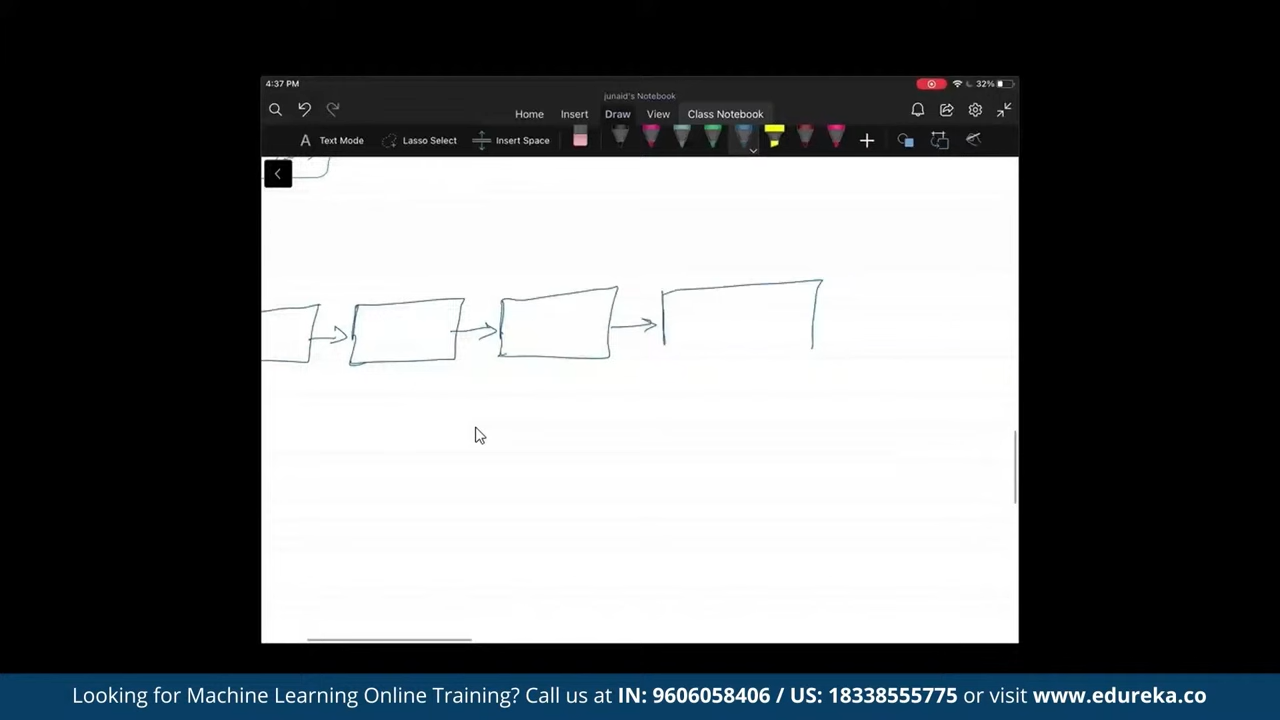 4:37 PM
32%
junaid's Notebook
Home Insert Draw View Class Notebook
A Text Mode Lasso Select Insert Space
Looking for Machine Learning Online Training? Call us at IN: 9606058406 / US: 18338555775 or visit www.edureka.co